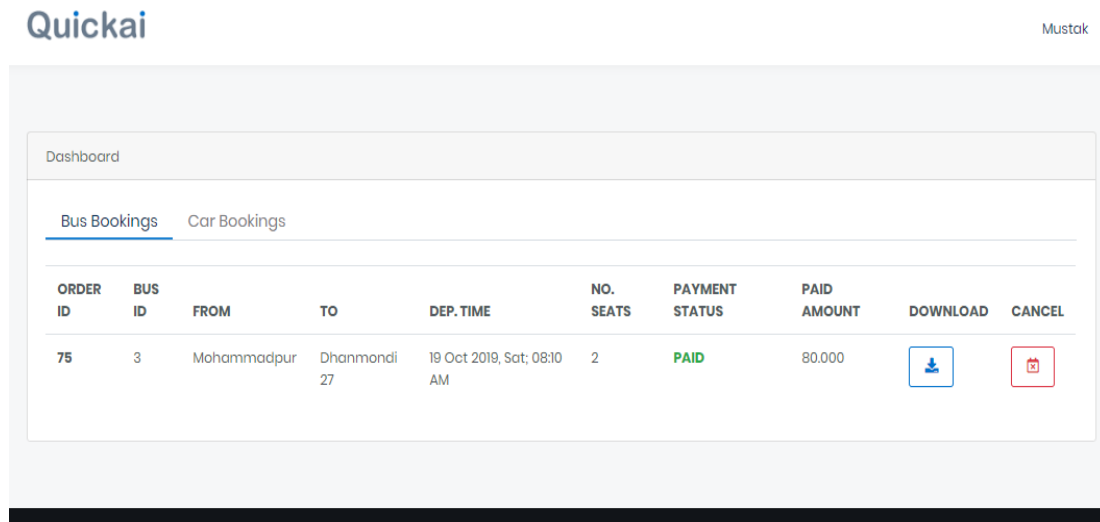 Quickai
Mustak
Dashboard
Bus Bookings Car Bookings
ORDER ID BUS ID FROM TO DEP. TIME NO. SEATS PAYMENT STATUS PAID AMOUNT DOWNLOAD CANCEL
75 3 Mohammadpur Dhanmondi 27 19 Oct 2019, Sat; 08:10 AM 2 PAID 80.000